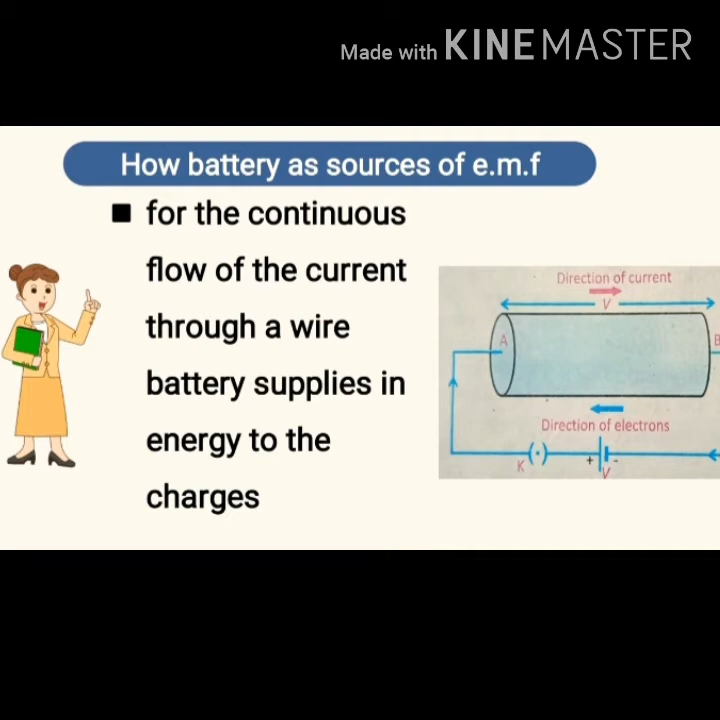 Made with KINEMASTER
How battery as sources of e.m.f
for the continuous
flow of the current
through a wire
battery supplies in
energy to the
charges
Direction of current
V
A
B
Direction of electrons
K
+
-
V